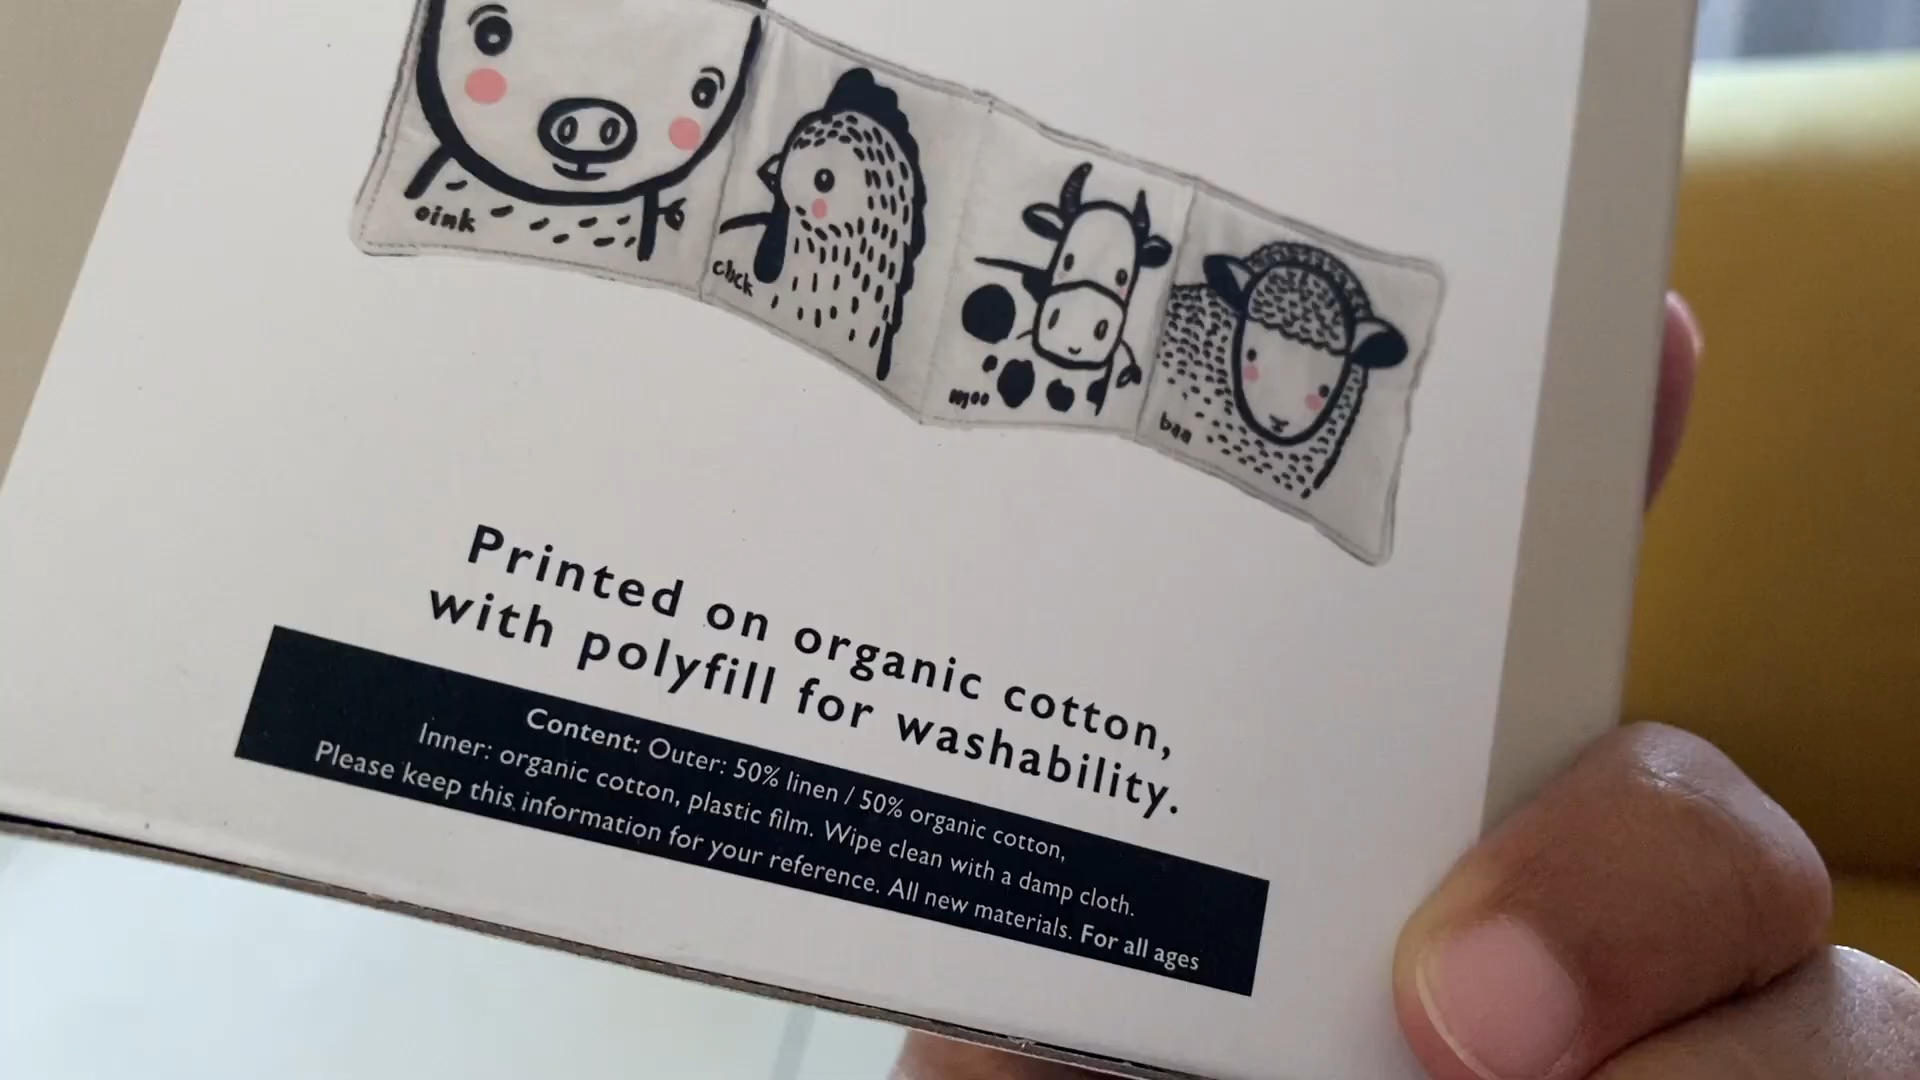 oink
cluck
moo
baa
Printed on organic cotton,
with polyfill for washability.
Content: Outer: 50% linen / 50% organic cotton,
Inner: organic cotton, plastic film. Wipe clean with a damp cloth.
Please keep this information for your reference. All new materials. For all ages